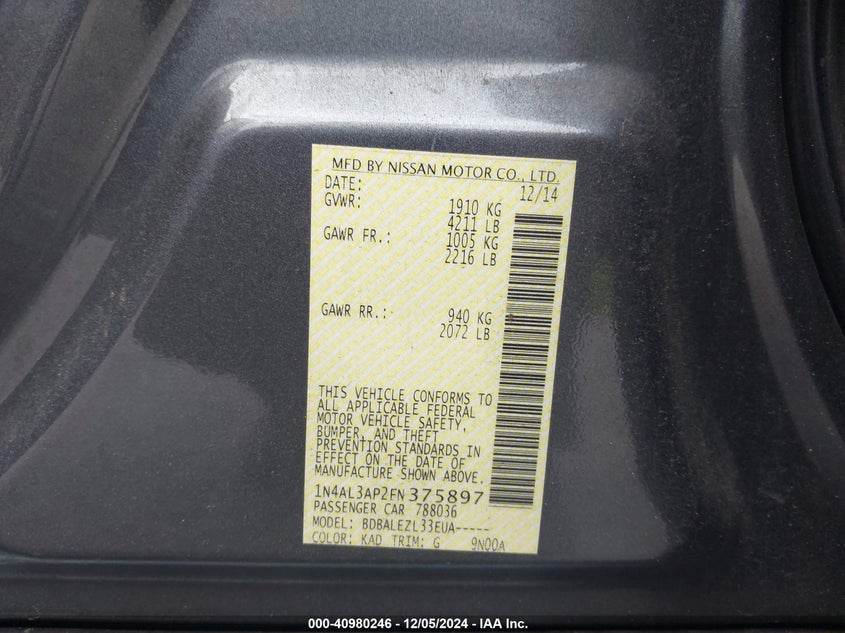 MFD BY NISSAN MOTOR CO., LTD.
DATE: 12/14
GVWR: 1910 KG
4211 LB
GAWR FR.: 1005 KG
2216 LB
GAWR RR.: 940 KG
2072 LB
THIS VEHICLE CONFORMS TO
ALL APPLICABLE FEDERAL
MOTOR VEHICLE SAFETY,
BUMPER, AND THEFT
PREVENTION STANDARDS IN
EFFECT ON THE DATE OF
MANUFACTURE SHOWN ABOVE.
1N4AL3AP2FN375897
PASSENGER CAR 788036
MODEL: BDBALEZL33EUA-----
COLOR: KAD TRIM: G 9N00A
000-40980246 - 12/05/2024 - IAA Inc.